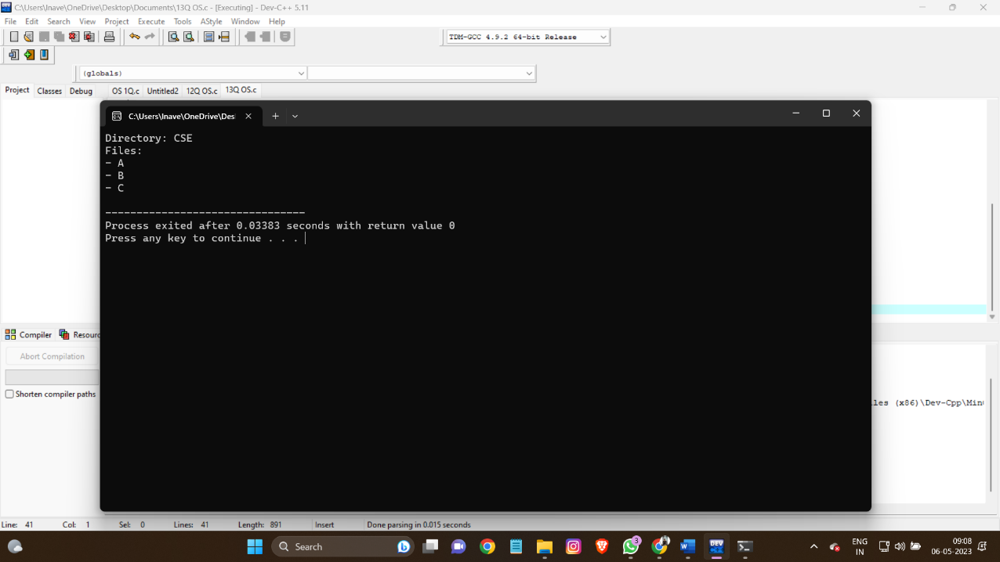 C:\Users\Inave\OneDrive\Desktop\Documents\13Q OS.c - [Executing] - Dev-C++ 5.11
File Edit Search View Project Execute Tools AStyle Window Help
TDM-GCC 4.9.2 64-bit Release
(globals)
Project Classes Debug OS 1Q.c Untitled2 12Q OS.c 13Q OS.c
C:\Users\Inave\OneDrive\Des
Directory: CSE
Files:
- A
- B
- C
--------------------------------
Process exited after 0.03383 seconds with return value 0
Press any key to continue . . .
Compiler Resourc
Abort Compilation
Shorten compiler paths
les (x86)\Dev-Cpp\Min
Line: 41 Col: 1 Sel: 0 Lines: 41 Length: 891 Insert Done parsing in 0.015 seconds
Search 3 ENG 09:08
IN 06-05-2023